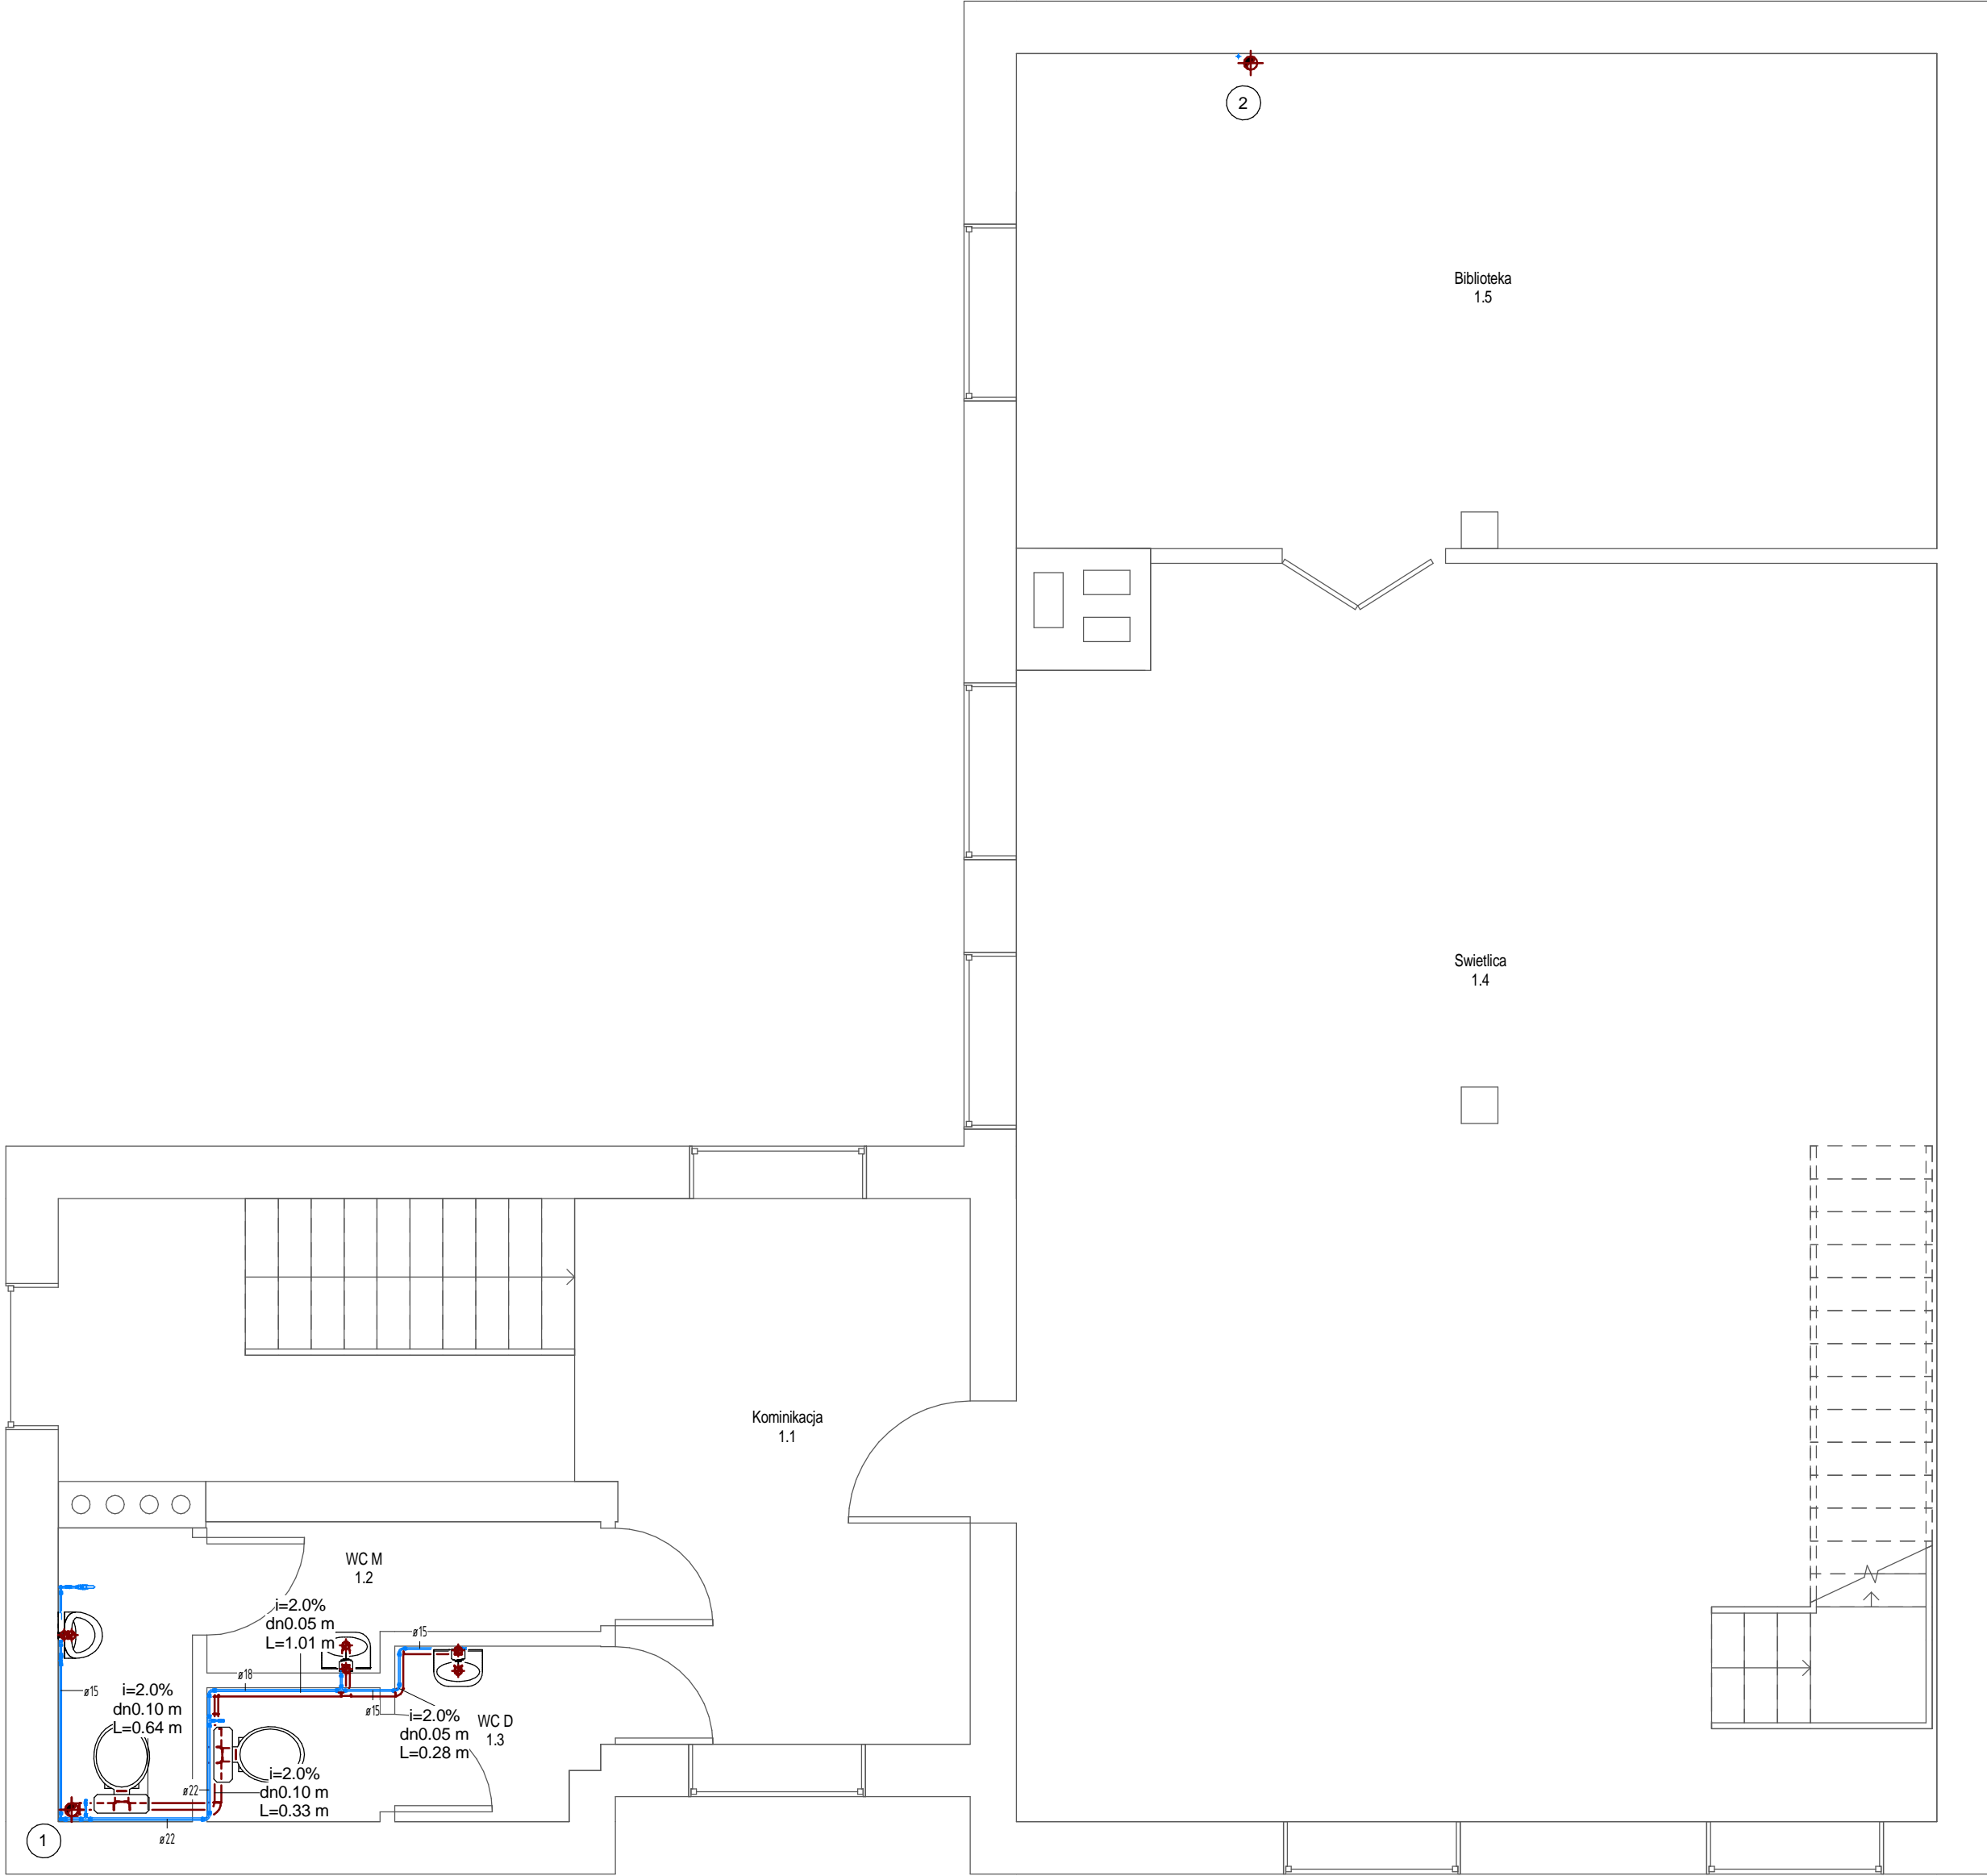 2
Biblioteka
1.5
Swietlica
1.4
Kominikacja
1.1
WC M
1.2
i=2.0%
dn0.05 m
L=1.01 m
ø15
ø18
ø15
i=2.0%
dn0.10 m
L=0.64 m
ø15
i=2.0%
dn0.05 m
L=0.28 m
WC D
1.3
i=2.0%
dn0.10 m
L=0.33 m
ø22
ø22
1